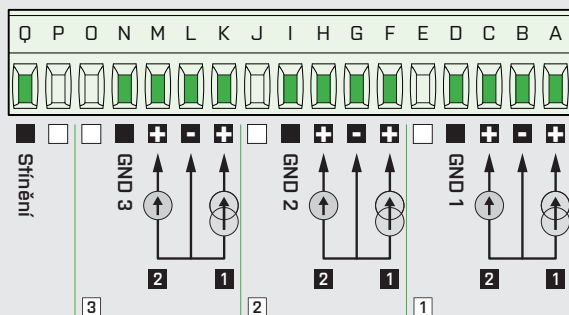 Q P O N M L K J I H G F E D C B A
+ - + + - + + - +
Stínění
GND 3
GND 2
GND 1
2 1 2 1 2 1
3 2 1